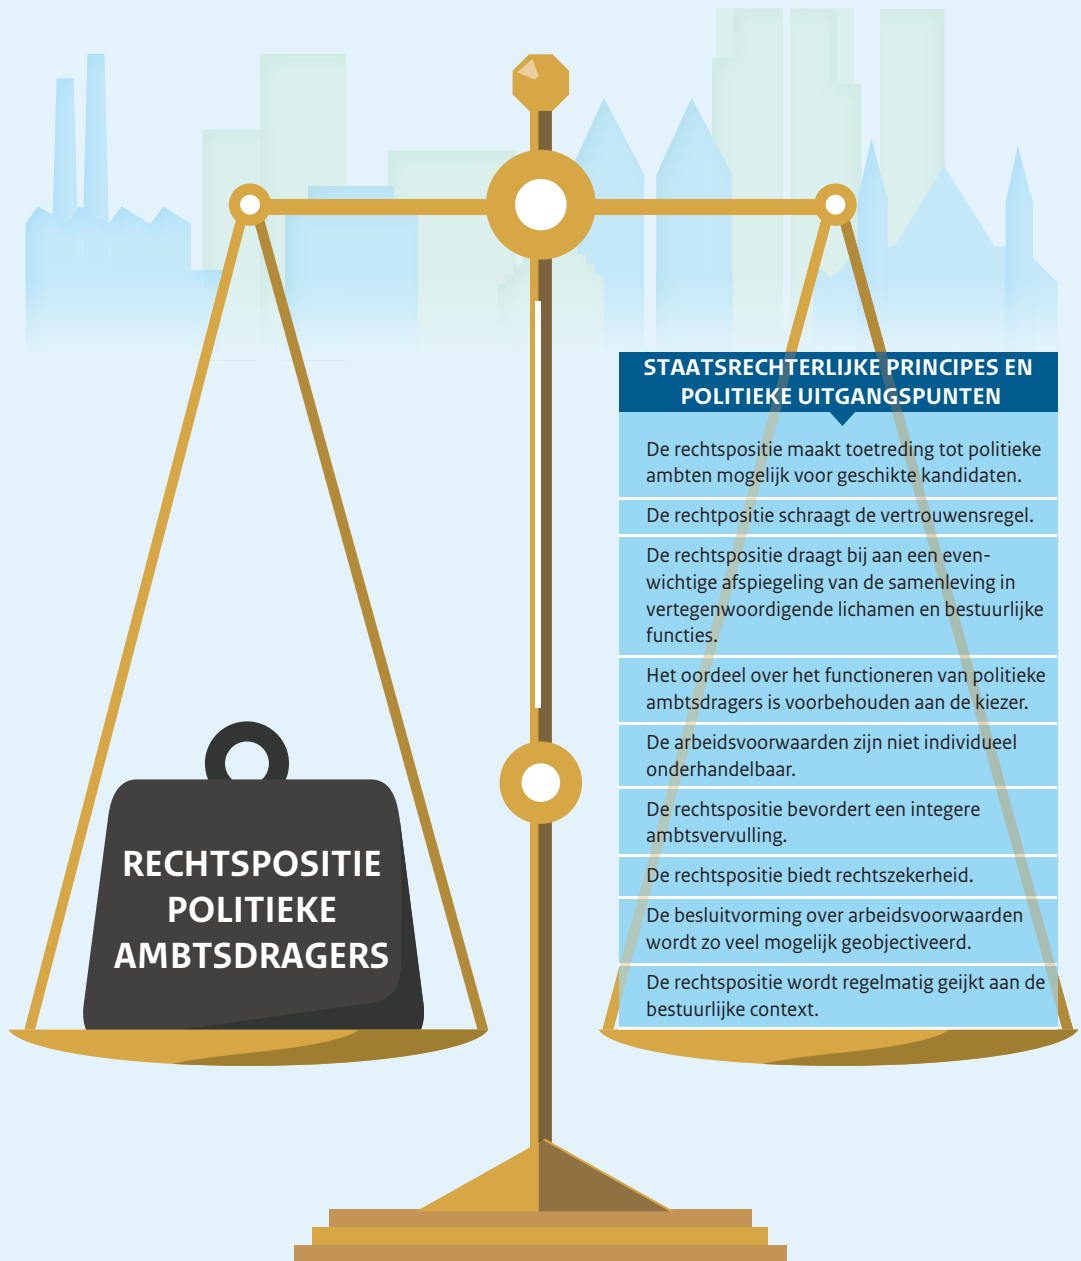 RECHTSPOSITIE
POLITIEKE
AMBTSDRAGERS
STAATSRECHTERLIJKE PRINCIPES EN
POLITIEKE UITGANGSPUNTEN
De rechtspositie maakt toetreding tot politieke
ambten mogelijk voor geschikte kandidaten.
De rechtpositie schraagt de vertrouwensregel.
De rechtspositie draagt bij aan een even-
wichtige afspiegeling van de samenleving in
vertegenwoordigende lichamen en bestuurlijke
functies.
Het oordeel over het functioneren van politieke
ambtsdragers is voorbehouden aan de kiezer.
De arbeidsvoorwaarden zijn niet individueel
onderhandelbaar.
De rechtspositie bevordert een integere
ambtsvervulling.
De rechtspositie biedt rechtszekerheid.
De besluitvorming over arbeidsvoorwaarden
wordt zo veel mogelijk geobjectiveerd.
De rechtspositie wordt regelmatig geijkt aan de
bestuurlijke context.